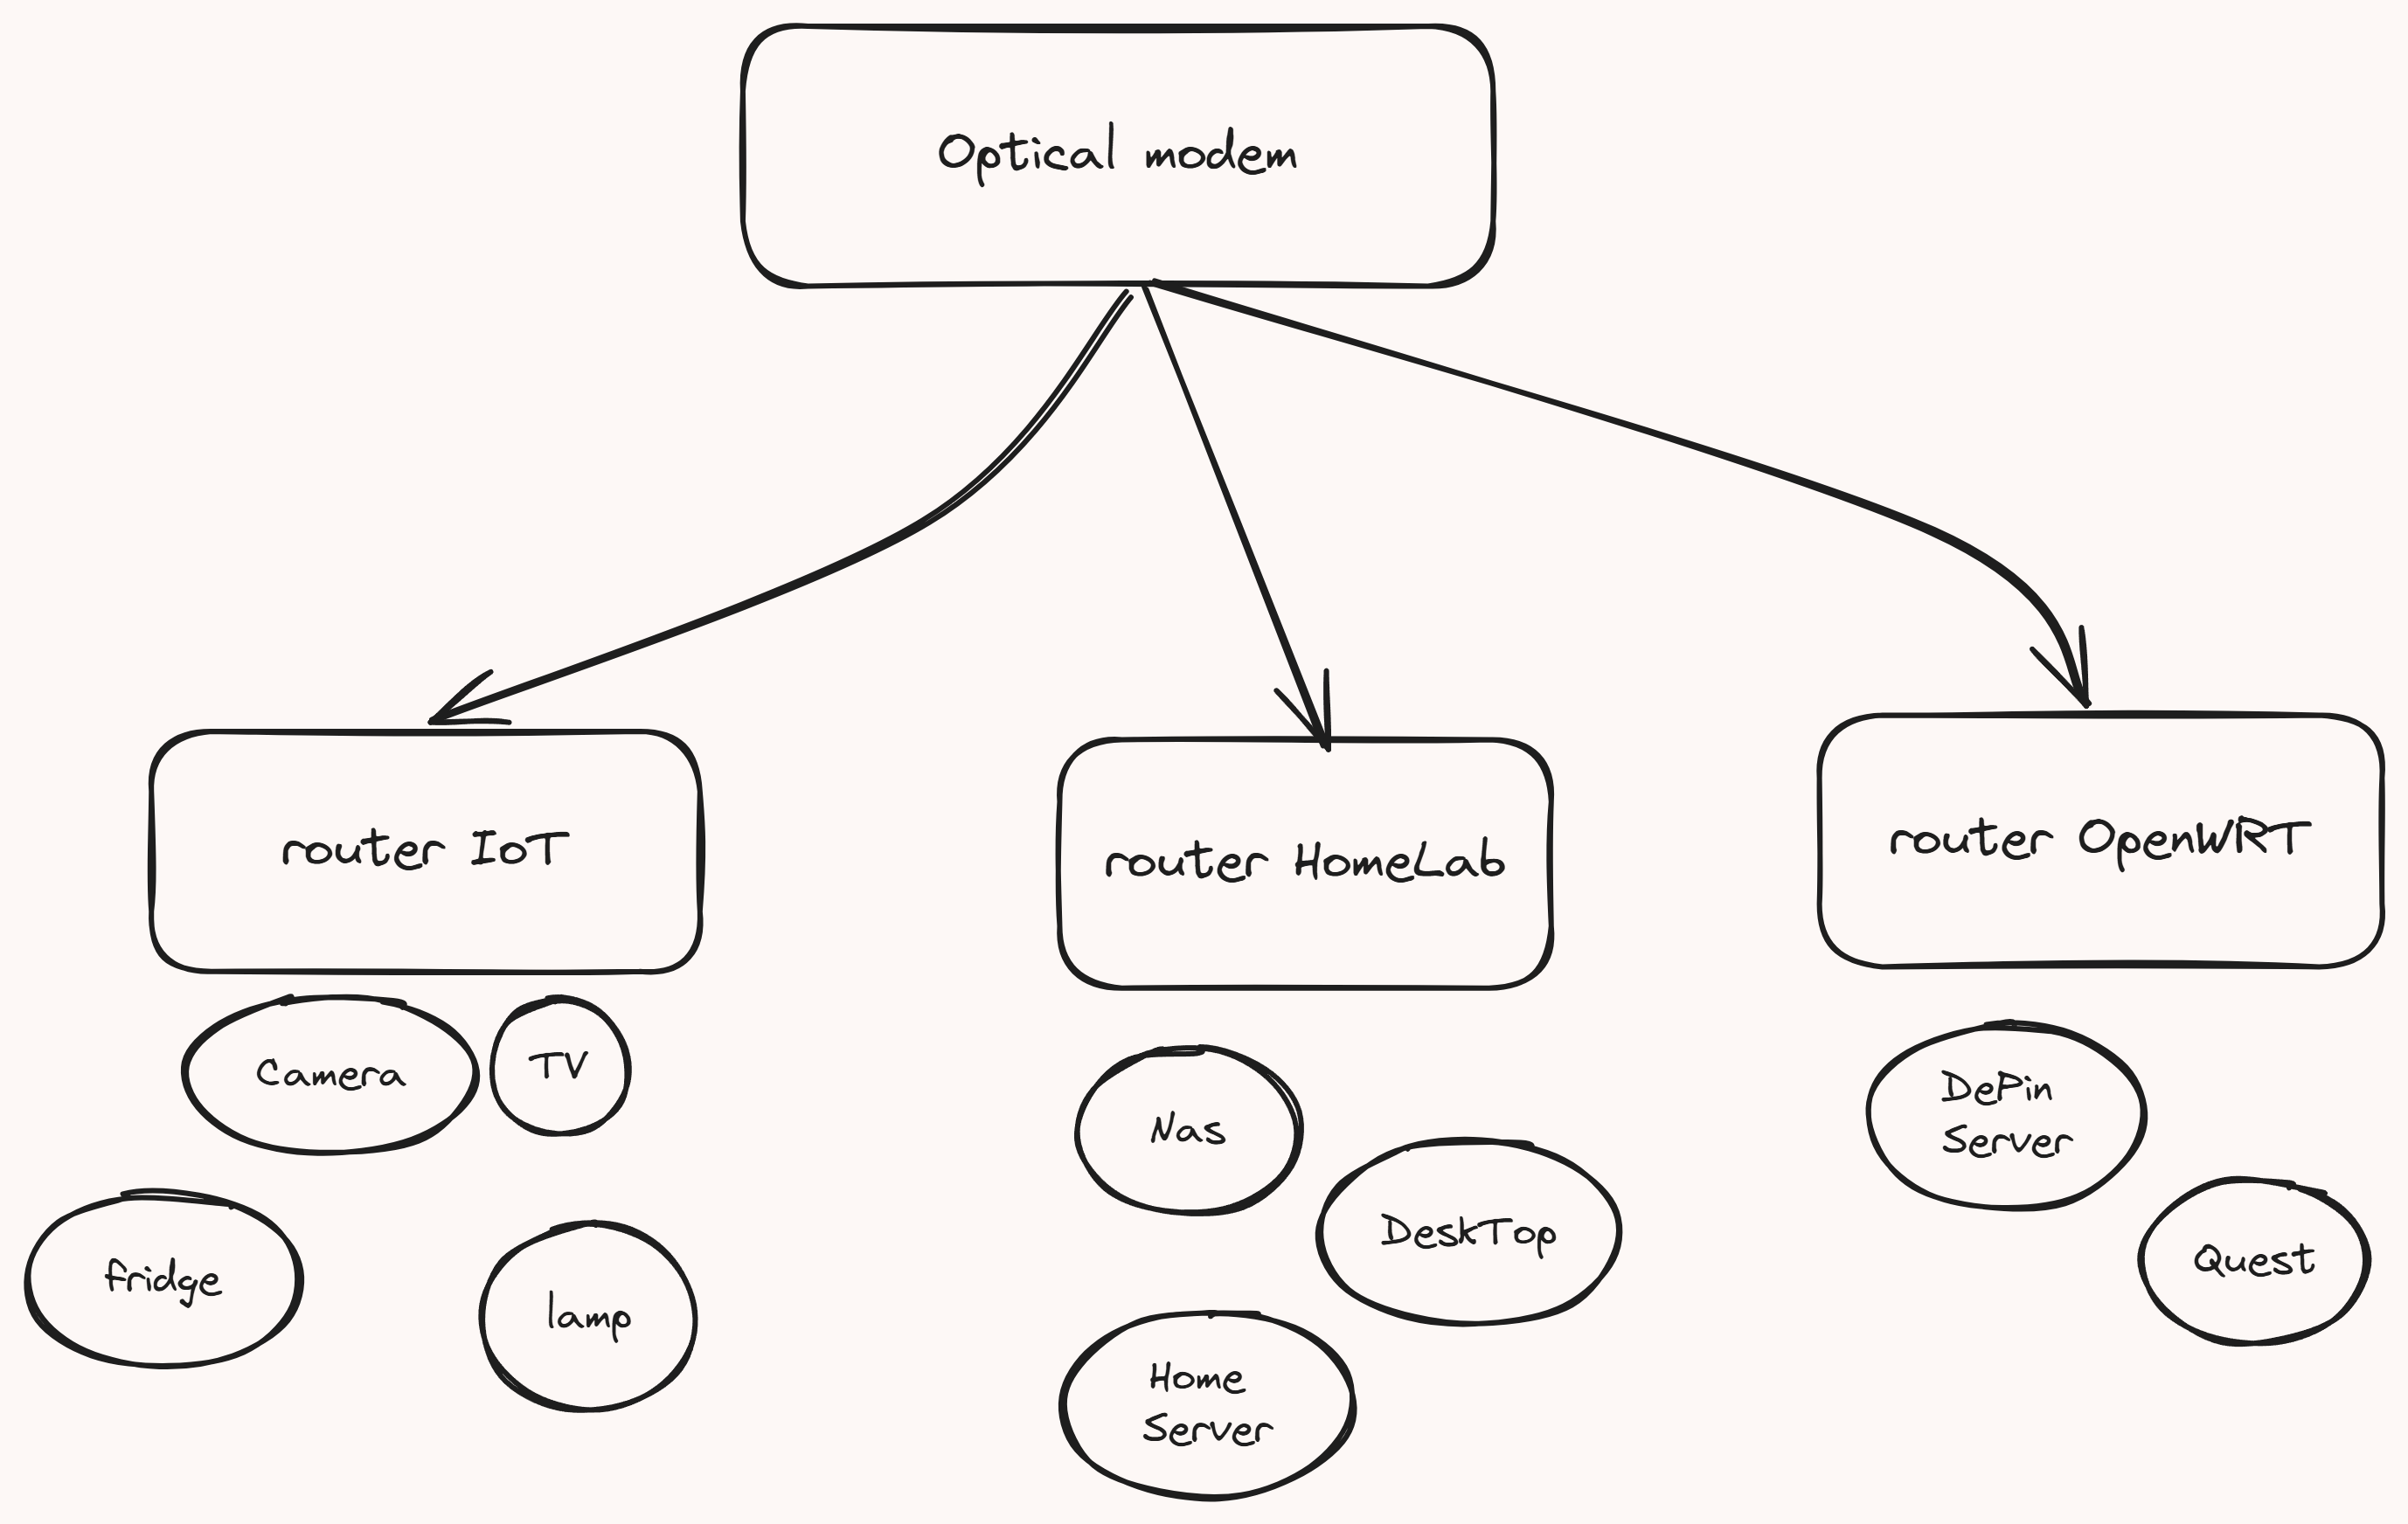 Optical modem
router IoT
router HomeLab
router OpenWRT
Camera
TV
fridge
lamp
Nas
DeskTop
Home
Server
DePin
Server
Quest